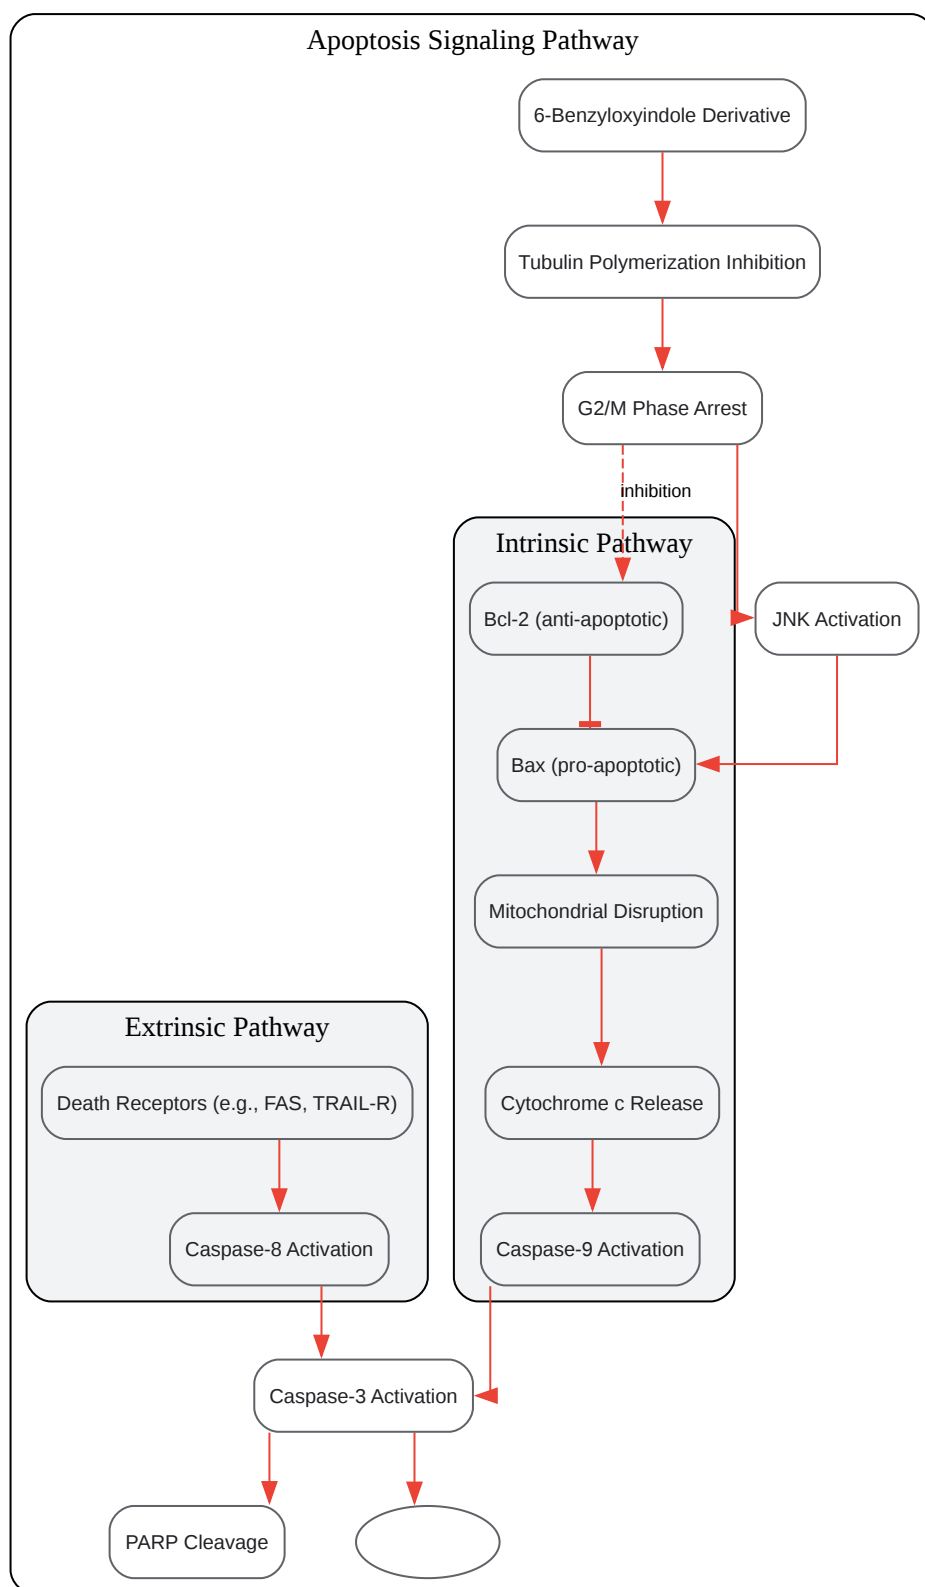 Apoptosis Signaling Pathway
6-Benzyloxyindole Derivative
Tubulin Polymerization Inhibition
G2/M Phase Arrest
inhibition
Intrinsic Pathway
Bcl-2 (anti-apoptotic)
JNK Activation
Bax (pro-apoptotic)
Mitochondrial Disruption
Extrinsic Pathway
Death Receptors (e.g., FAS, TRAIL-R)
Cytochrome c Release
Caspase-8 Activation
Caspase-9 Activation
Caspase-3 Activation
PARP Cleavage